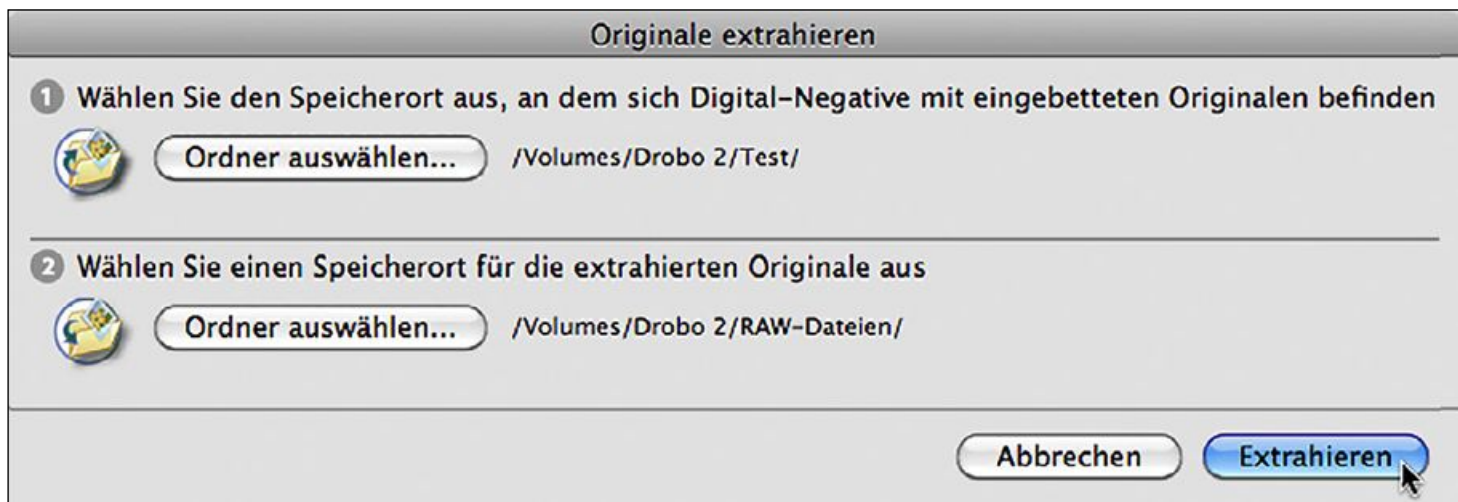 Originale extrahieren
1 Wählen Sie den Speicherort aus, an dem sich Digital-Negative mit eingebetteten Originalen befinden
Ordner auswählen... /Volumes/Drobo 2/Test/
2 Wählen Sie einen Speicherort für die extrahierten Originale aus
Ordner auswählen... /Volumes/Drobo 2/RAW-Dateien/
Abbrechen Extrahieren